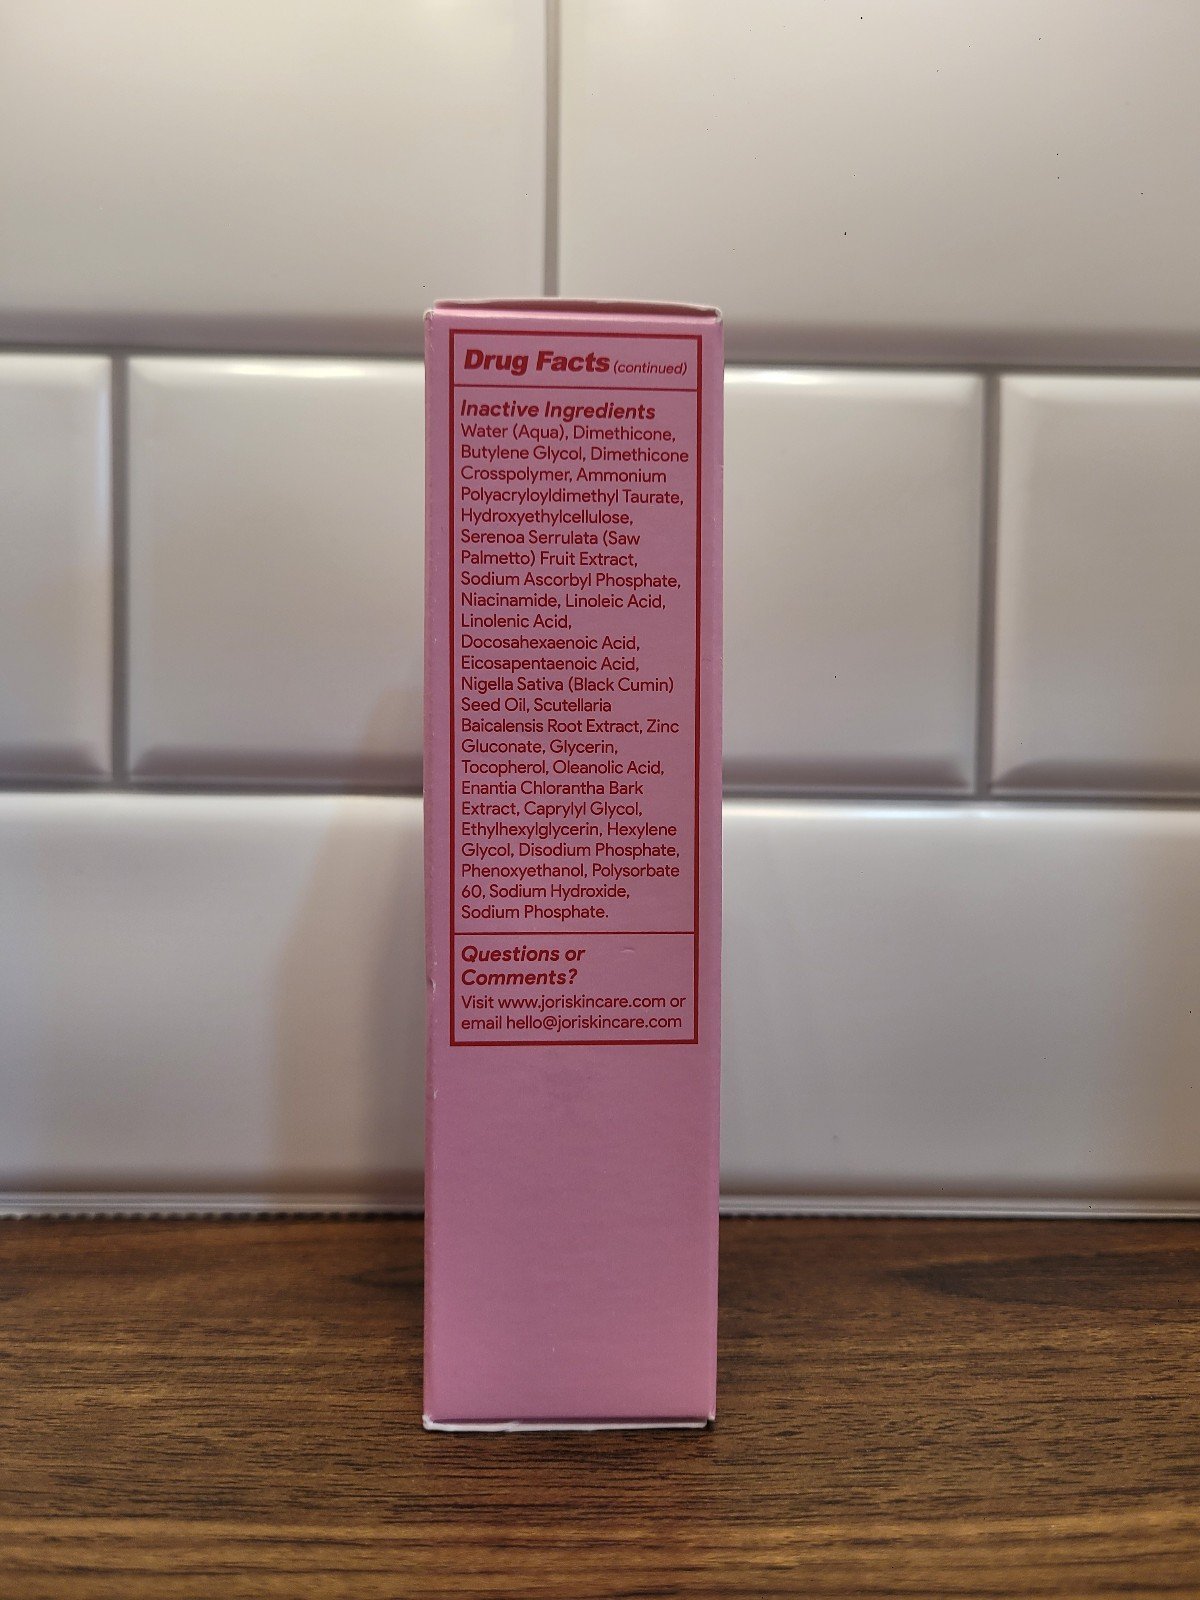 Drug Facts (continued)
Inactive Ingredients
Water (Aqua), Dimethicone,
Butylene Glycol, Dimethicone
Crosspolymer, Ammonium
Polyacryloyldimethyl Taurate,
Hydroxyethylcellulose,
Serenoa Serrulata (Saw
Palmetto) Fruit Extract,
Sodium Ascorbyl Phosphate,
Niacinamide, Linoleic Acid,
Linolenic Acid,
Docosahexaenoic Acid,
Eicosapentaenoic Acid,
Nigella Sativa (Black Cumin)
Seed Oil, Scutellaria
Baicalensis Root Extract, Zinc
Gluconate, Glycerin,
Tocopherol, Oleanolic Acid,
Enantia Chlorantha Bark
Extract, Caprylyl Glycol,
Ethylhexylglycerin, Hexylene
Glycol, Disodium Phosphate,
Phenoxyethanol, Polysorbate
60, Sodium Hydroxide,
Sodium Phosphate.
Questions or
Comments?
Visit www.joriskincare.com or
email hello@joriskincare.com